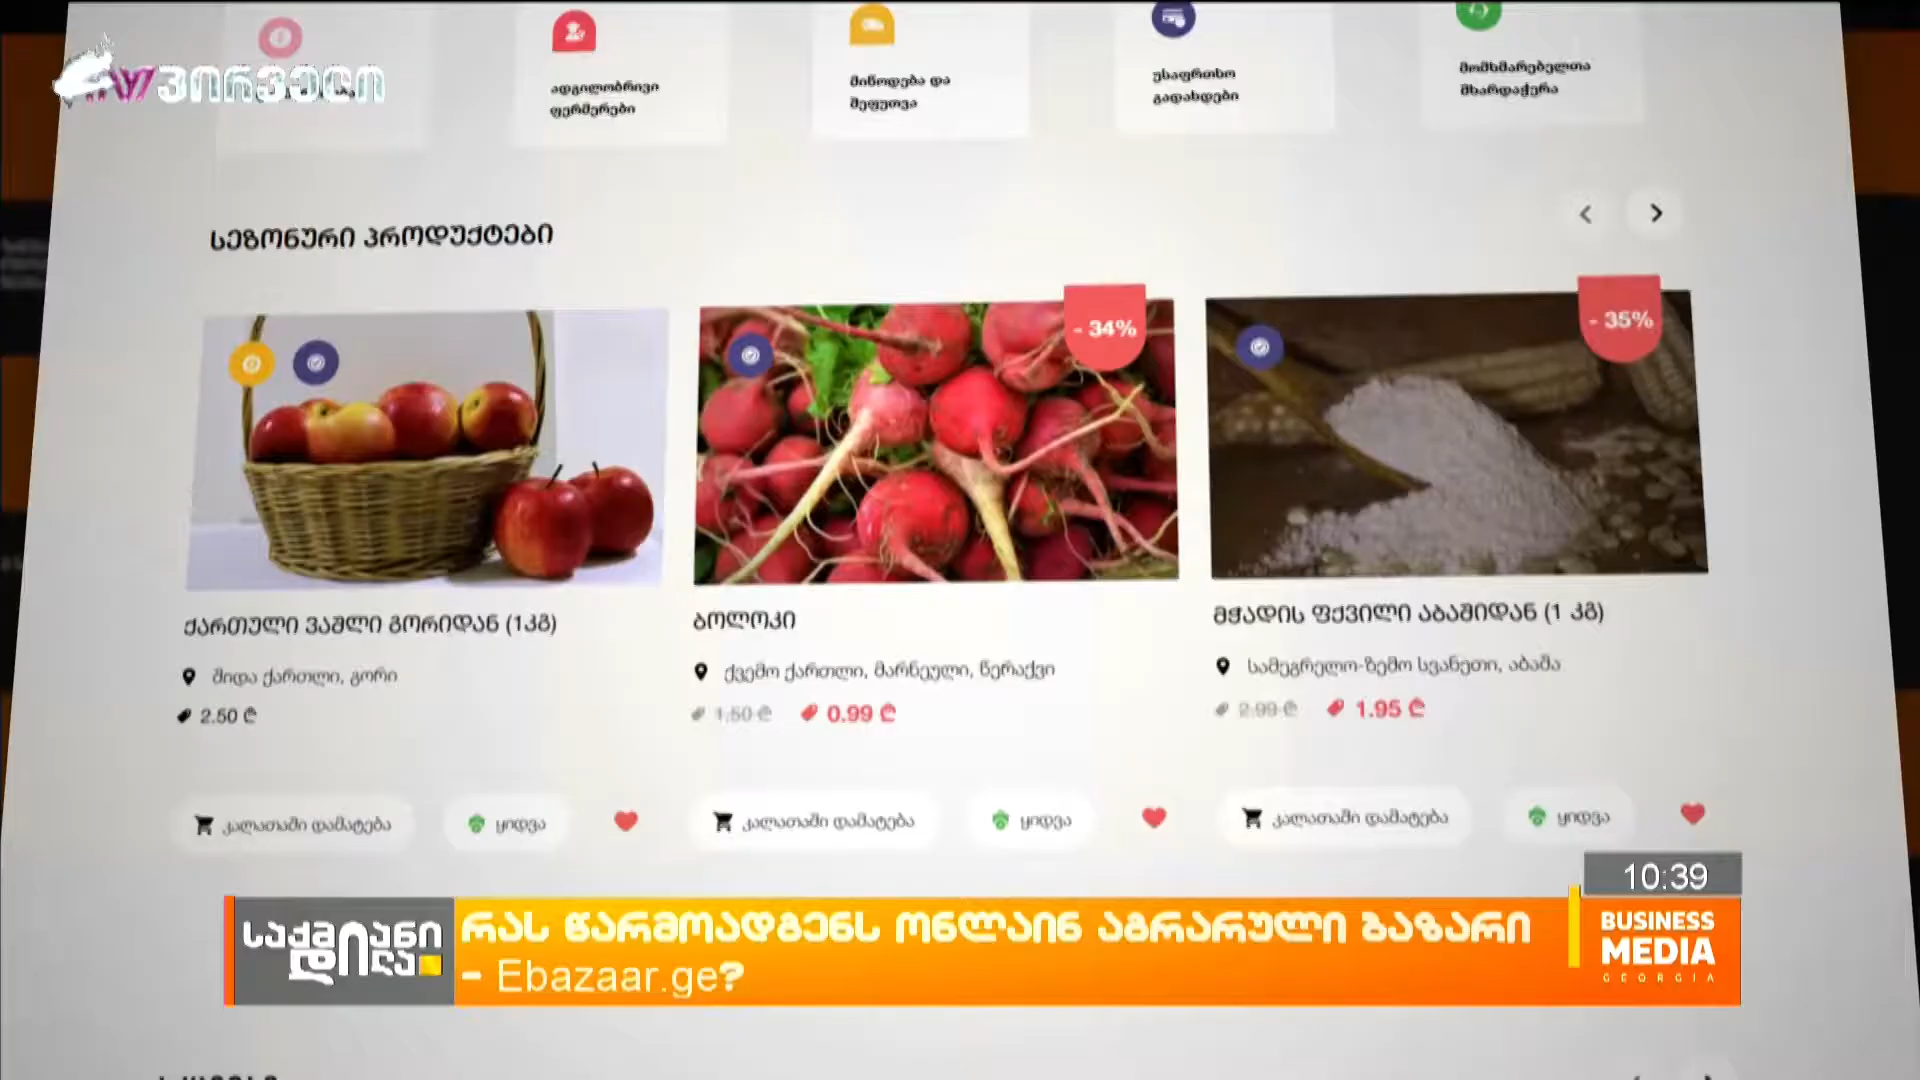 პირველი
ადგილობრივი
ფერმერები
მიწოდება და
შეფუთვა
უსაფრთხო
გადახდები
მომხმარებელთა
მხარდაჭერა
სეზონური პროდუქტები
- 34%
- 35%
ქართული ვაშლი გორიდან (1კგ)
შიდა ქართლი, გორი
2.50 ₾
ბოლოკი
ქვემო ქართლი, მარნეული, წერაქვი
1.50 ₾ 0.99 ₾
მჭადის ფქვილი აბაშიდან (1 კგ)
სამეგრელო-ზემო სვანეთი, აბაშა
2.99 ₾ 1.95 ₾
კალათაში დამატება ყიდვა
კალათაში დამატება ყიდვა
კალათაში დამატება ყიდვა
10:39
საქმიანი
დილა
რას წარმოადგენს ონლაინ აგრარული ბაზარი
- Ebazaar.ge?
BUSINESS
MEDIA
GEORGIA